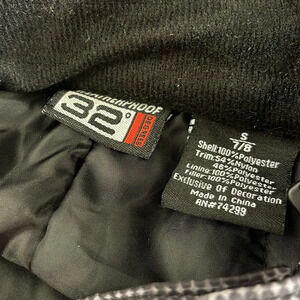 WEATHERPROOF
32°
DEGREES
S
7/8
Shell:100%Polyester
Trim:54%Nylon
46%Polyester
Lining:100%Polyester
Filler:100%Polyester
Exclusive Of Decoration
Made In China
RN#74299